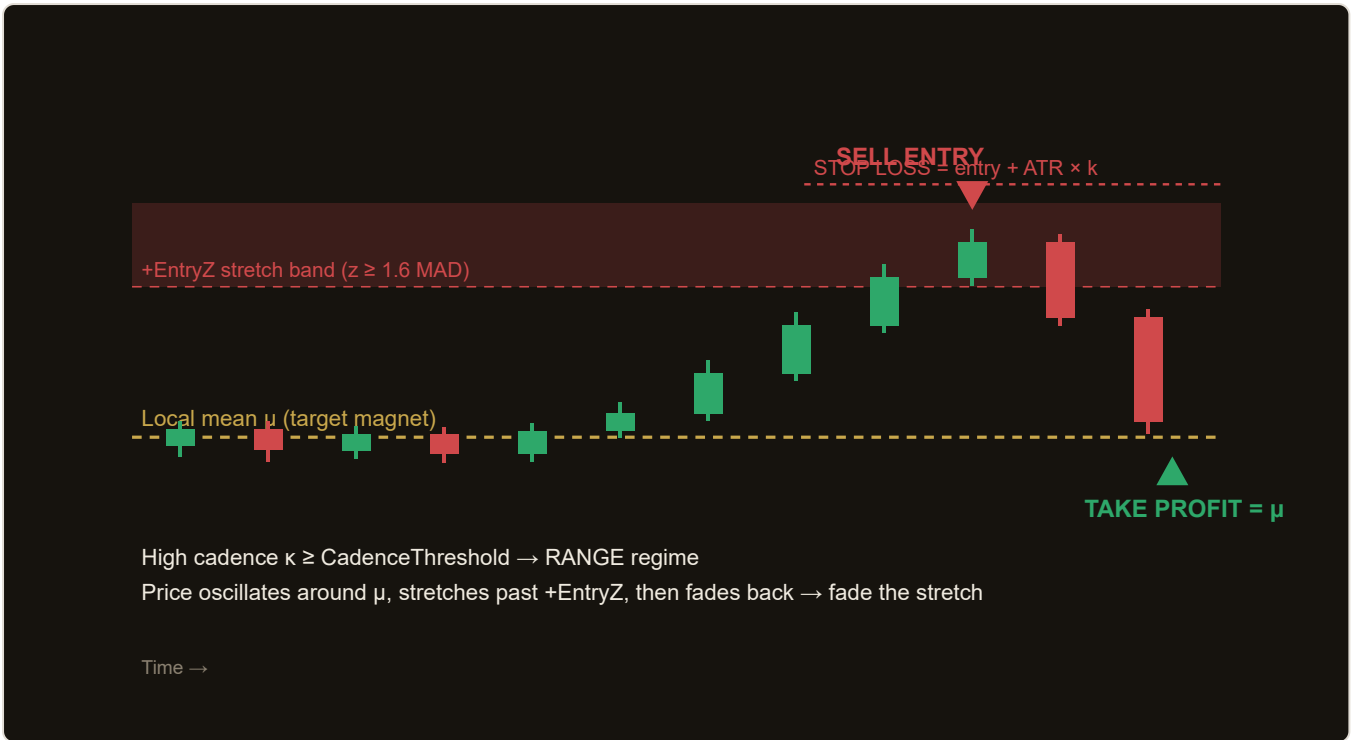 SELL ENTRY
STOP LOSS = entry + ATR × k
+EntryZ stretch band (z ≥ 1.6 MAD)
Local mean μ (target magnet)
TAKE PROFIT = μ
High cadence κ ≥ CadenceThreshold → RANGE regime
Price oscillates around μ, stretches past +EntryZ, then fades back → fade the stretch
Time →